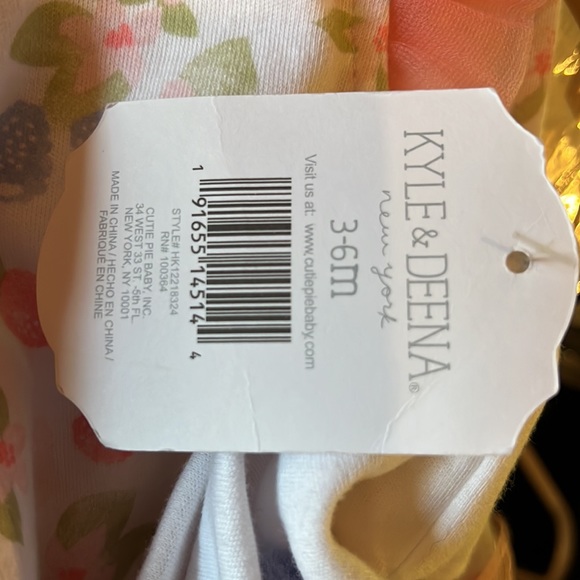 KYLE & DEENA®
new york
3-6m
Visit us at: www.cutiepiebaby.com
1 91655 14514 4
STYLE# HK12218324
RN# 100364
CUTIE PIE BABY, INC.
34 WEST 33 ST. -5th FL
NEW YORK, NY 10001
MADE IN CHINA / HECHO EN CHINA /
FABRIQUÉ EN CHINE